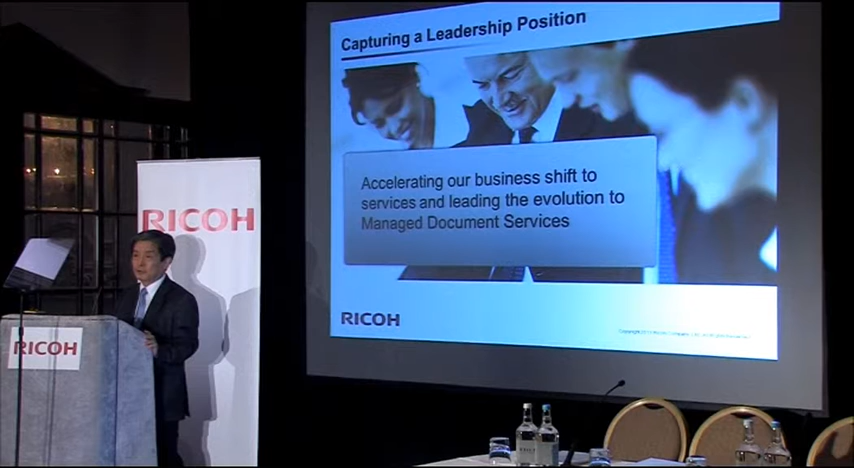 Capturing a Leadership Position
Accelerating our business shift to
services and leading the evolution to
Managed Document Services
RICOH
RICOH
RICOH